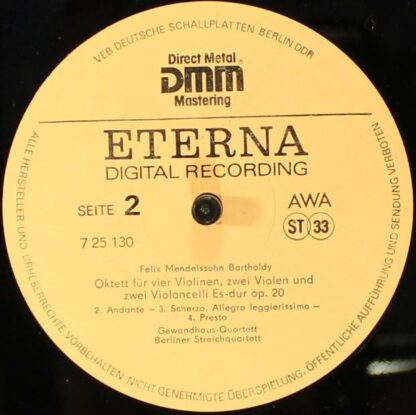 VEB DEUTSCHE SCHALLPLATTEN BERLIN DDR
Direct Metal
DMM
Mastering
ETERNA
DIGITAL RECORDING
SEITE 2
AWA
7 25 130
ST 33
Felix Mendelssohn Bartholdy
Oktett für vier Violinen, zwei Violen und
zwei Violoncelli Es-dur op. 20
2. Andante – 3. Scherzo. Allegro leggierissimo –
4. Presto
Gewandhaus-Quartett
Berliner Streichquartett
ALLE HERSTELLER UND URHEBERRECHTE VORBEHALTEN · NICHT GENEHMIGTE ÜBERSPIELUNG, ÖFFENTLICHE AUFFÜHRUNG UND SENDUNG VERBOTEN